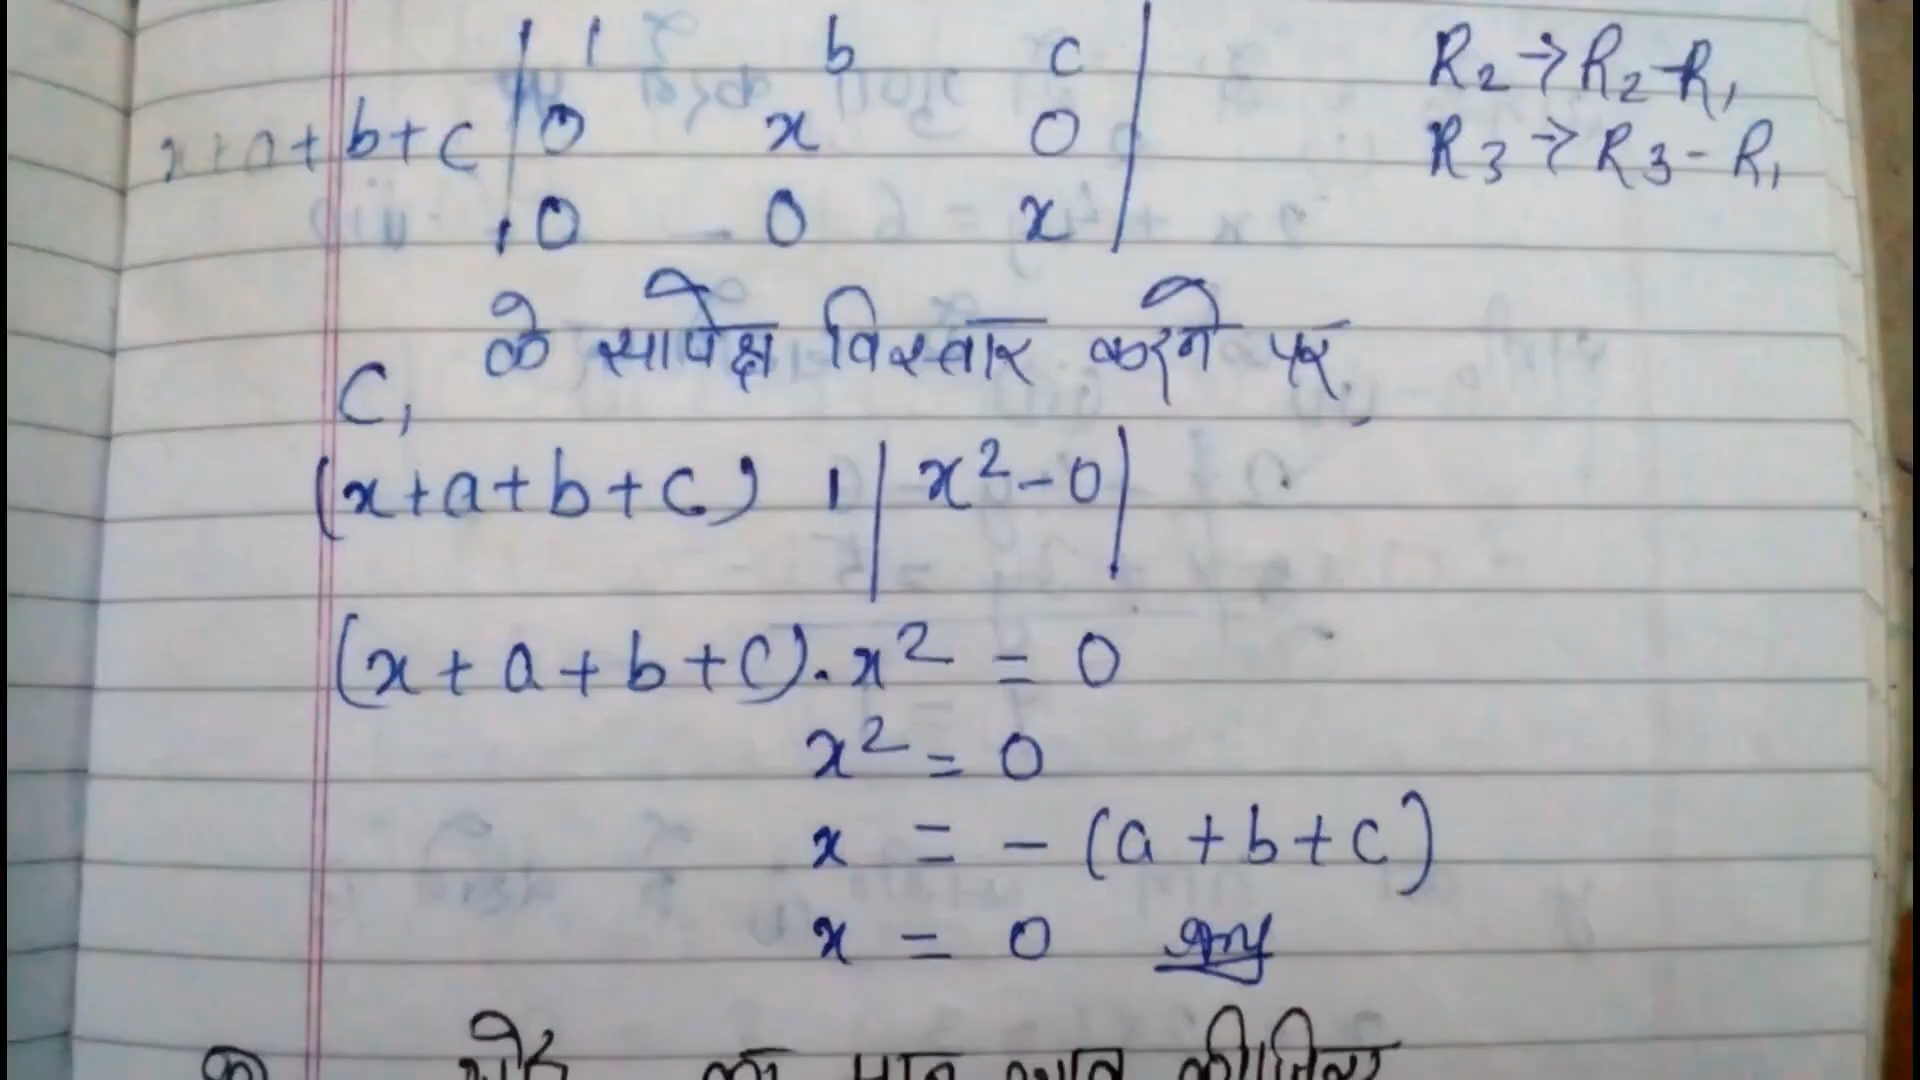 | 1 b c | R2 → R2 - R1
x+a+b+c | 0 x 0 | R3 → R3 - R1
| 0 0 x |
C1 के सापेक्ष विस्तार करने पर
(x+a+b+c) 1 | x² - 0 |
(x+a+b+c).x² = 0
x² = 0
x = -(a+b+c)
x = 0 Ans
का मान ज्ञात कीजिए